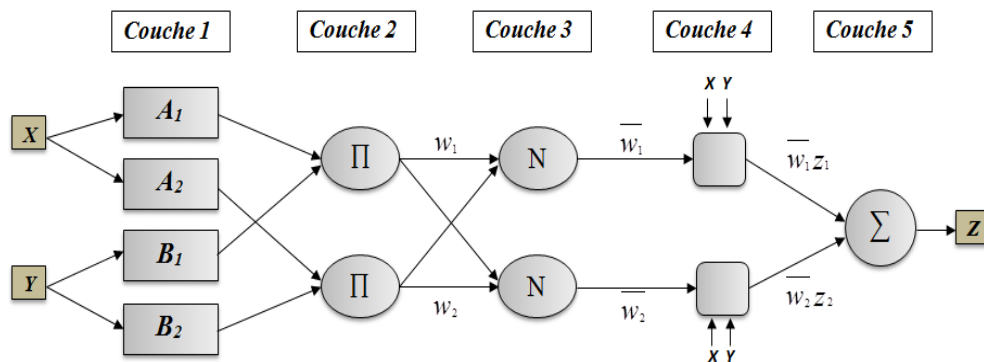 Couche 1 Couche 2 Couche 3 Couche 4 Couche 5
X Y
A₁
X
Π w₁ N w̅₁ w̅₁z₁
A₂
Σ Z
B₁
Y
Π w₂ N w̅₂ w̅₂z₂
B₂
X Y